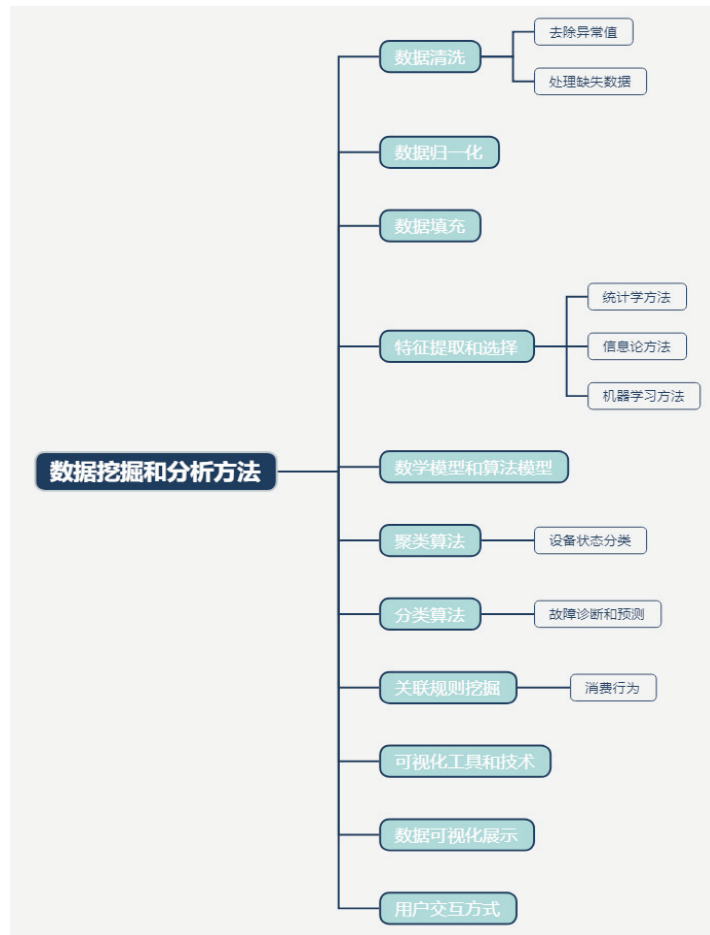 数据挖掘和分析方法
数据清洗
去除异常值
处理缺失数据
数据归一化
数据填充
特征提取和选择
统计学方法
信息论方法
机器学习方法
数学模型和算法模型
聚类算法
设备状态分类
分类算法
故障诊断和预测
关联规则挖掘
消费行为
可视化工具和技术
数据可视化展示
用户交互方式